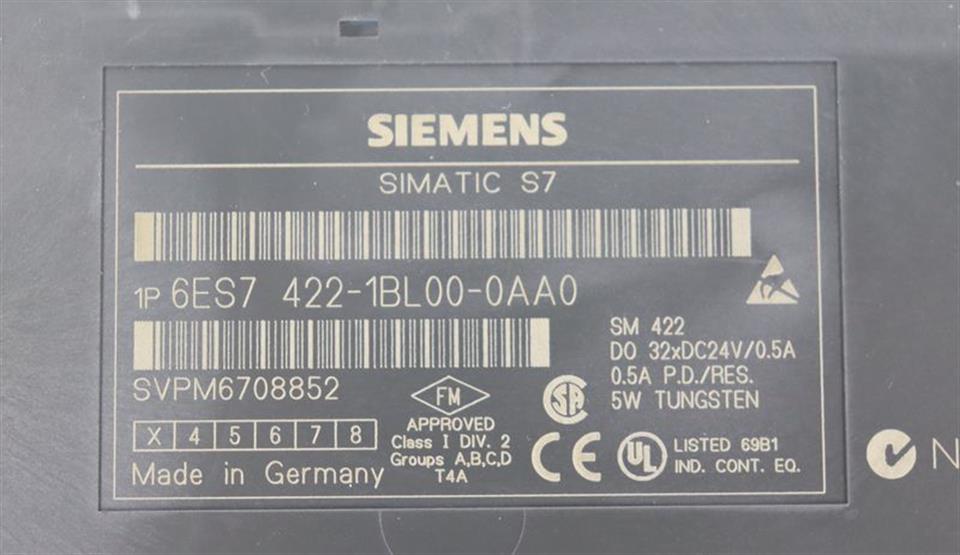 SIEMENS
SIMATIC S7
1P 6ES7 422-1BL00-0AA0
SM 422
DO 32xDC24V/0.5A
0.5A P.D./RES.
5W TUNGSTEN
SVPM6708852
X 4 5 6 7 8
Made in Germany
FM
APPROVED
Class I DIV. 2
Groups A,B,C,D
T4A
SA
CE
UL
LISTED 69B1
IND. CONT. EQ.
N